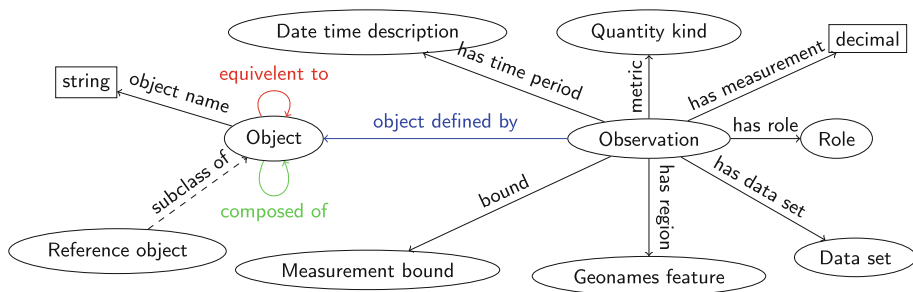 Date time description
Quantity kind
decimal
has time period
metric
has measurement
string
object name
equivelent to
Object
object defined by
Observation
has role
Role
subclass of
composed of
bound
has region
has data set
Reference object
Measurement bound
Geonames feature
Data set